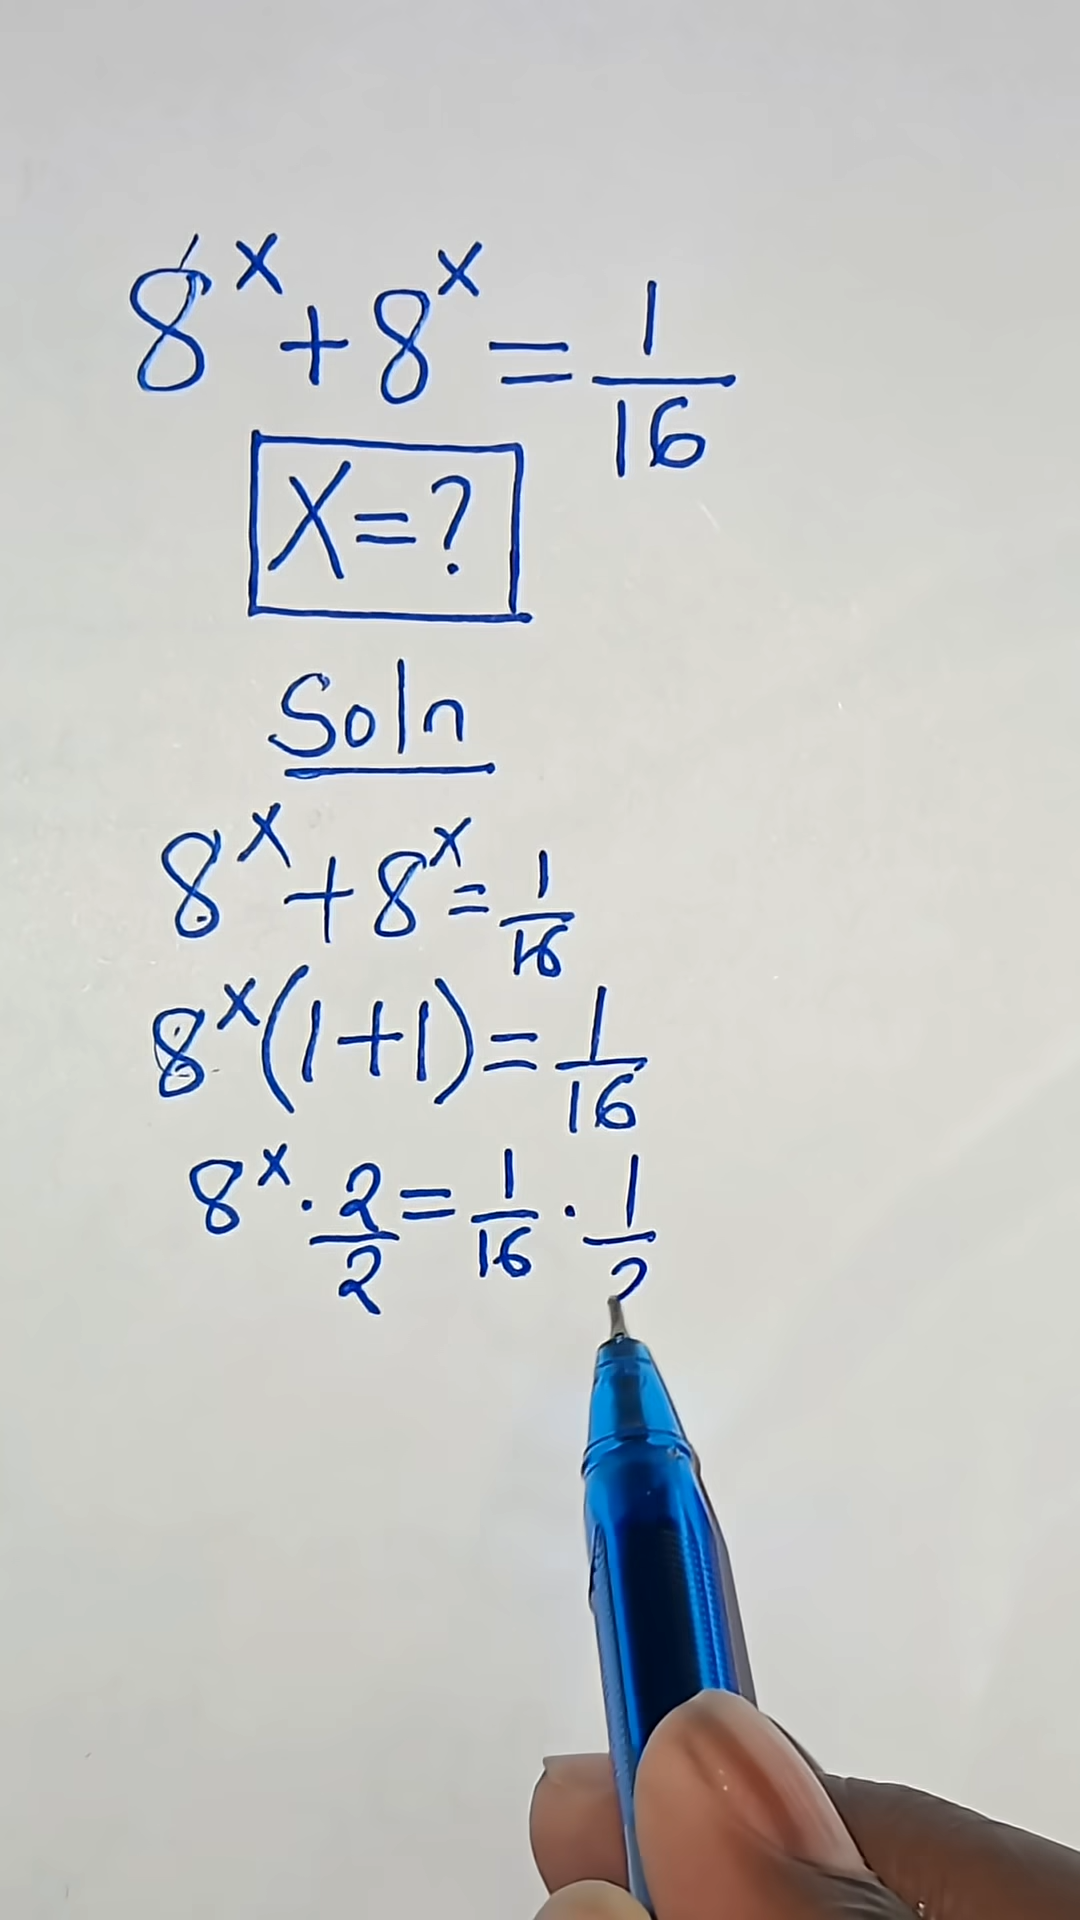 8^x + 8^x = 1/16
X = ?
Soln
8^x + 8^x = 1/16
8^x (1 + 1) = 1/16
8^x · 2/2 = 1/16 · 1/2